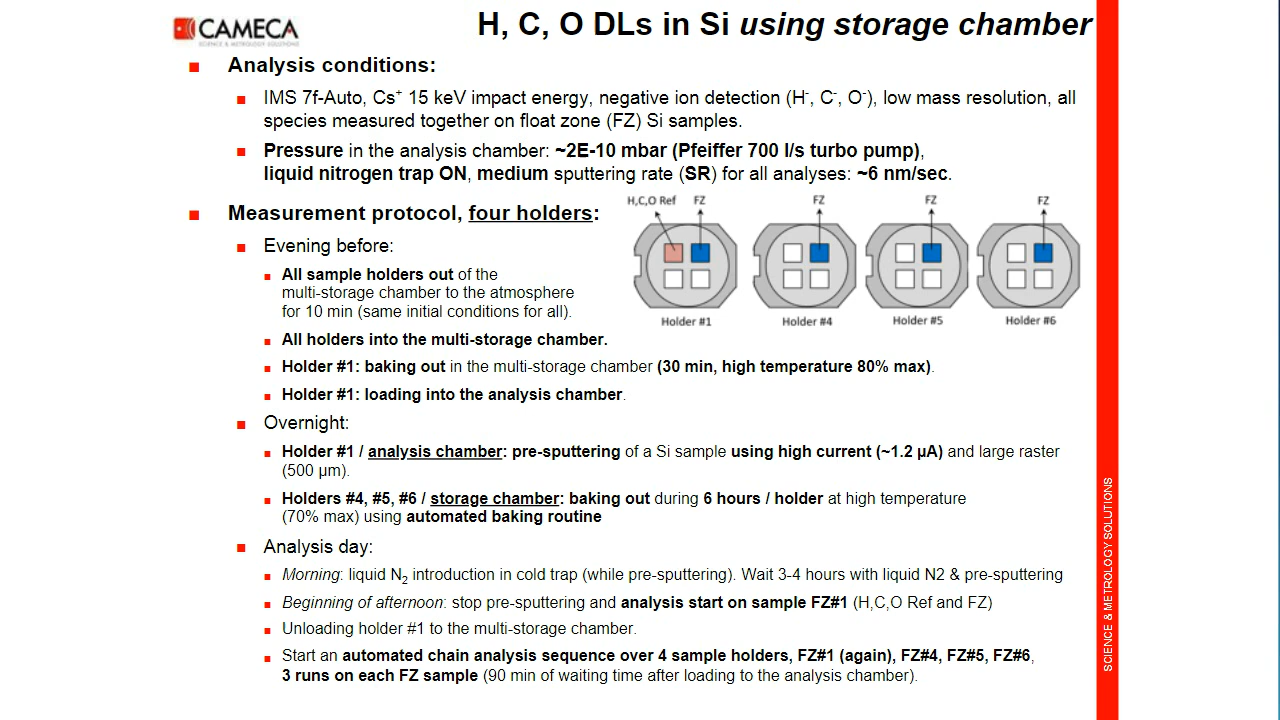 CAMECA
SCIENCE & METROLOGY SOLUTIONS
H, C, O DLs in Si using storage chamber
■ Analysis conditions:
■ IMS 7f-Auto, Cs⁺ 15 keV impact energy, negative ion detection (H⁻, C⁻, O⁻), low mass resolution, all
species measured together on float zone (FZ) Si samples.
■ Pressure in the analysis chamber: ~2E-10 mbar (Pfeiffer 700 l/s turbo pump),
liquid nitrogen trap ON, medium sputtering rate (SR) for all analyses: ~6 nm/sec.
■ Measurement protocol, four holders:
H,C,O Ref FZ FZ FZ FZ
Holder #1 Holder #4 Holder #5 Holder #6
■ Evening before:
■ All sample holders out of the
multi-storage chamber to the atmosphere
for 10 min (same initial conditions for all).
■ All holders into the multi-storage chamber.
■ Holder #1: baking out in the multi-storage chamber (30 min, high temperature 80% max).
■ Holder #1: loading into the analysis chamber.
■ Overnight:
■ Holder #1 / analysis chamber: pre-sputtering of a Si sample using high current (~1.2 µA) and large raster
(500 µm).
■ Holders #4, #5, #6 / storage chamber: baking out during 6 hours / holder at high temperature
(70% max) using automated baking routine
■ Analysis day:
■ Morning: liquid N₂ introduction in cold trap (while pre-sputtering). Wait 3-4 hours with liquid N2 & pre-sputtering
■ Beginning of afternoon: stop pre-sputtering and analysis start on sample FZ#1 (H,C,O Ref and FZ)
■ Unloading holder #1 to the multi-storage chamber.
■ Start an automated chain analysis sequence over 4 sample holders, FZ#1 (again), FZ#4, FZ#5, FZ#6,
3 runs on each FZ sample (90 min of waiting time after loading to the analysis chamber).
SCIENCE & METROLOGY SOLUTIONS